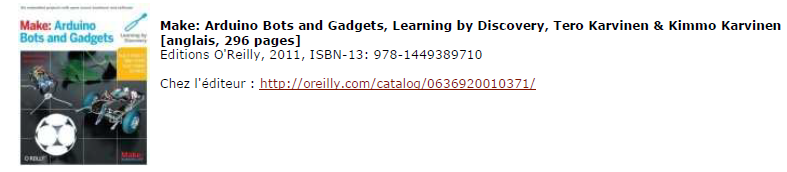 Make: Arduino
Bots and Gadgets
Learning by
Discovery
O'REILLY
Make:
Make: Arduino Bots and Gadgets, Learning by Discovery, Tero Karvinen & Kimmo Karvinen
[anglais, 296 pages]
Editions O'Reilly, 2011, ISBN-13: 978-1449389710
Chez l'éditeur : http://oreilly.com/catalog/0636920010371/